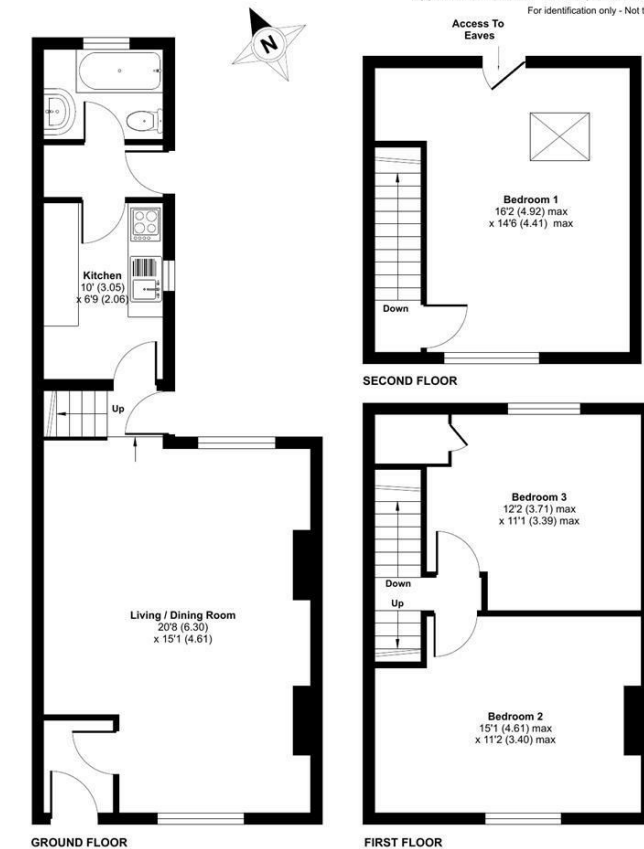 For identification only - Not t
Access To
Eaves
N
Bedroom 1
16'2 (4.92) max
x 14'6 (4.41) max
Down
SECOND FLOOR
Kitchen
10' (3.05)
x 6'9 (2.06)
Up
Living / Dining Room
20'8 (6.30)
x 15'1 (4.61)
GROUND FLOOR
Bedroom 3
12'2 (3.71) max
x 11'1 (3.39) max
Down
Up
Bedroom 2
15'1 (4.61) max
x 11'2 (3.40) max
FIRST FLOOR